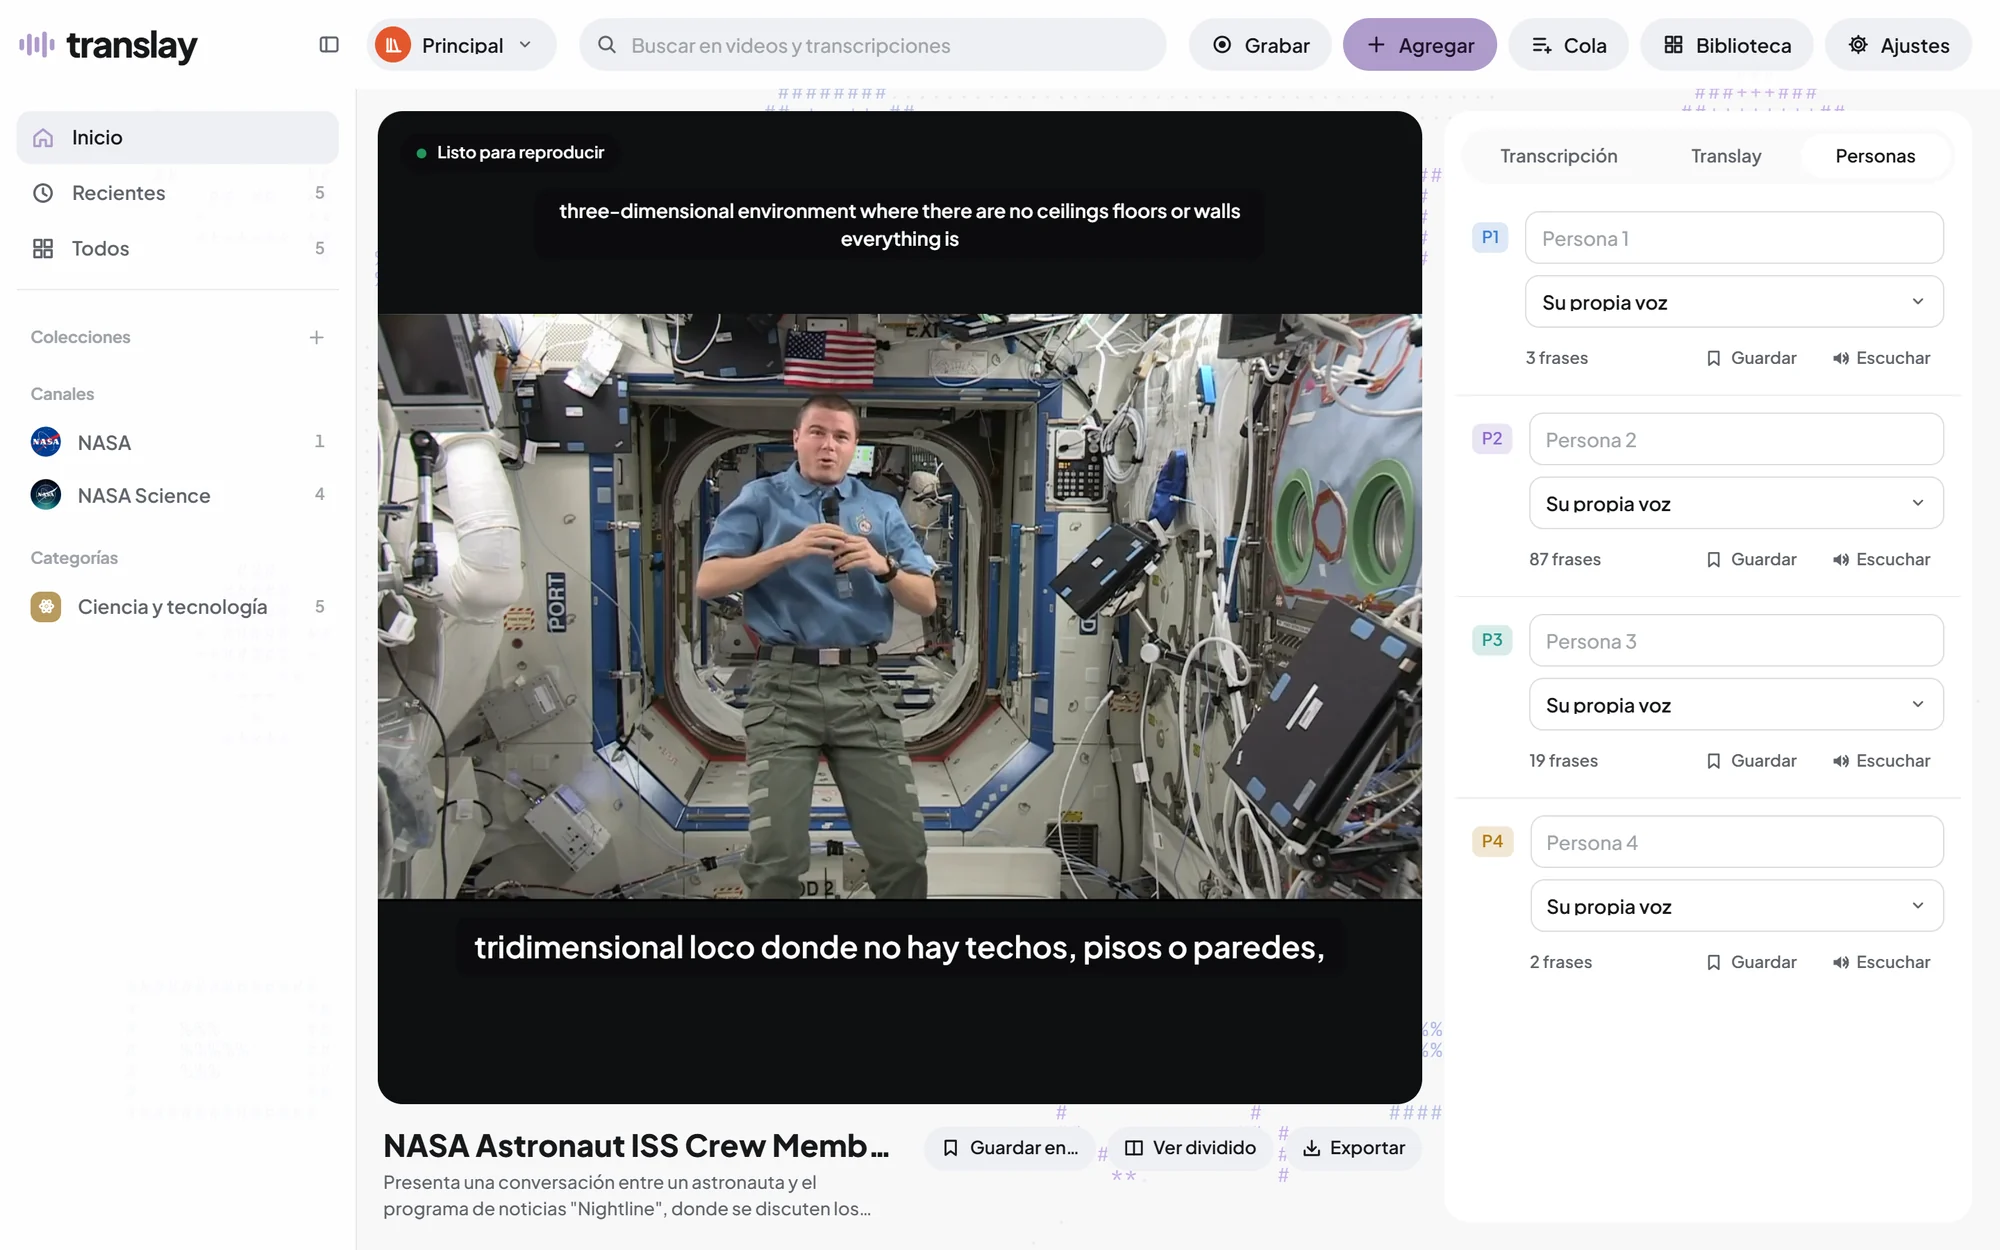 translay
Principal
Buscar en videos y transcripciones
Grabar
Agregar
Cola
Biblioteca
Ajustes
Inicio
Recientes 5
Todos 5
Colecciones
Canales
NASA 1
NASA Science 4
Categorías
Ciencia y tecnología 5
Listo para reproducir
three-dimensional environment where there are no ceilings floors or walls
everything is
PORT
tridimensional loco donde no hay techos, pisos o paredes,
NASA Astronaut ISS Crew Memb...
Guardar en...
Ver dividido
Exportar
Presenta una conversación entre un astronauta y el
programa de noticias "Nightline", donde se discuten los...
Transcripción
Translay
Personas
P1
Persona 1
Su propia voz
3 frases
Guardar
Escuchar
P2
Persona 2
Su propia voz
87 frases
Guardar
Escuchar
P3
Persona 3
Su propia voz
19 frases
Guardar
Escuchar
P4
Persona 4
Su propia voz
2 frases
Guardar
Escuchar